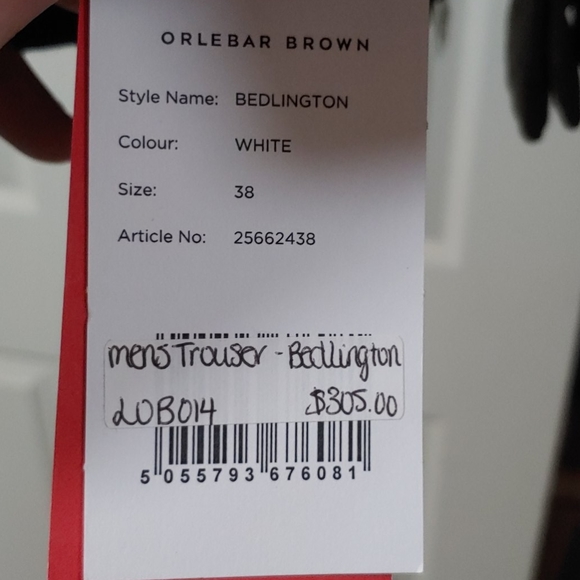 ORLEBAR BROWN
Style Name: BEDLINGTON
Colour: WHITE
Size: 38
Article No: 25662438
mens Trouser - Bedlington
20B014 $305.00
5 055793 676081